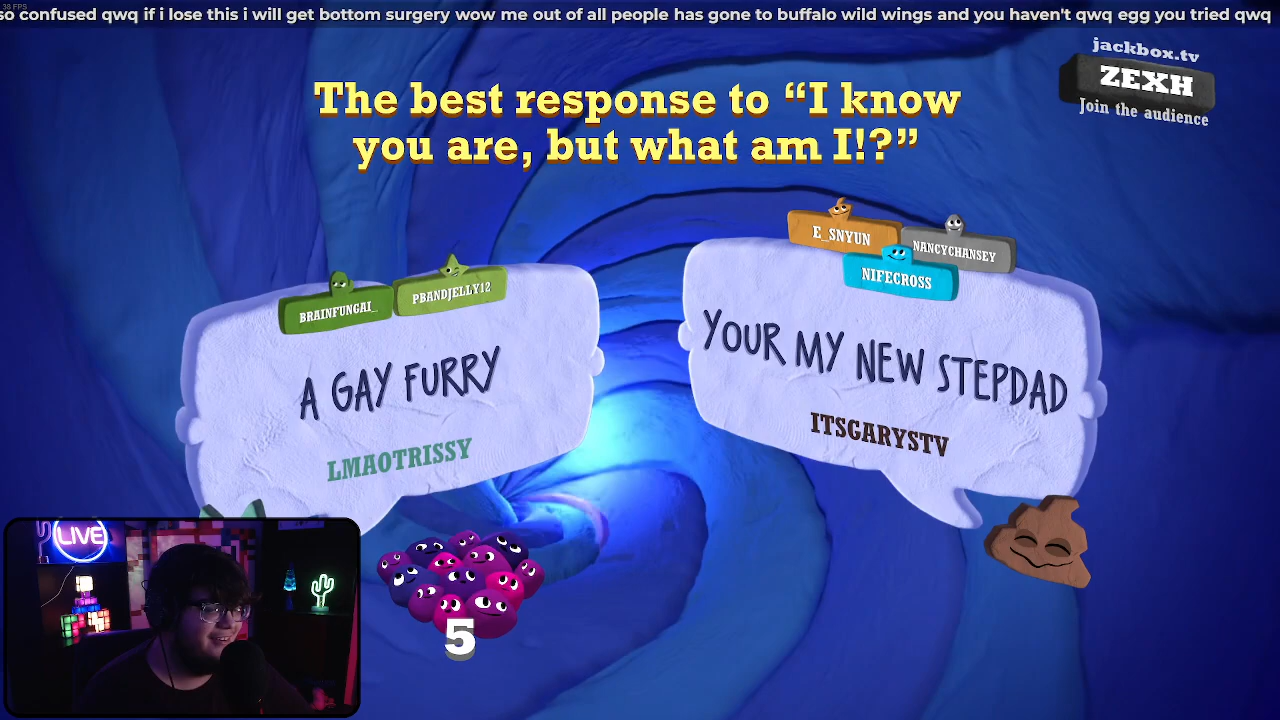 38 FPS
so confused qwq if i lose this i will get bottom surgery wow me out of all people has gone to buffalo wild wings and you haven't qwq egg you tried qwq
jackbox.tv
ZEXH
Join the audience
The best response to “I know
you are, but what am I!?”
E_SNYUN
NANCYCHANSEY
NIFECROSS
BRAINFUNGAI_
PBANDJELLY12
A GAY FURRY
LMAOTRISSY
YOUR MY NEW STEPDAD
ITSGARYSTV
LIVE
5